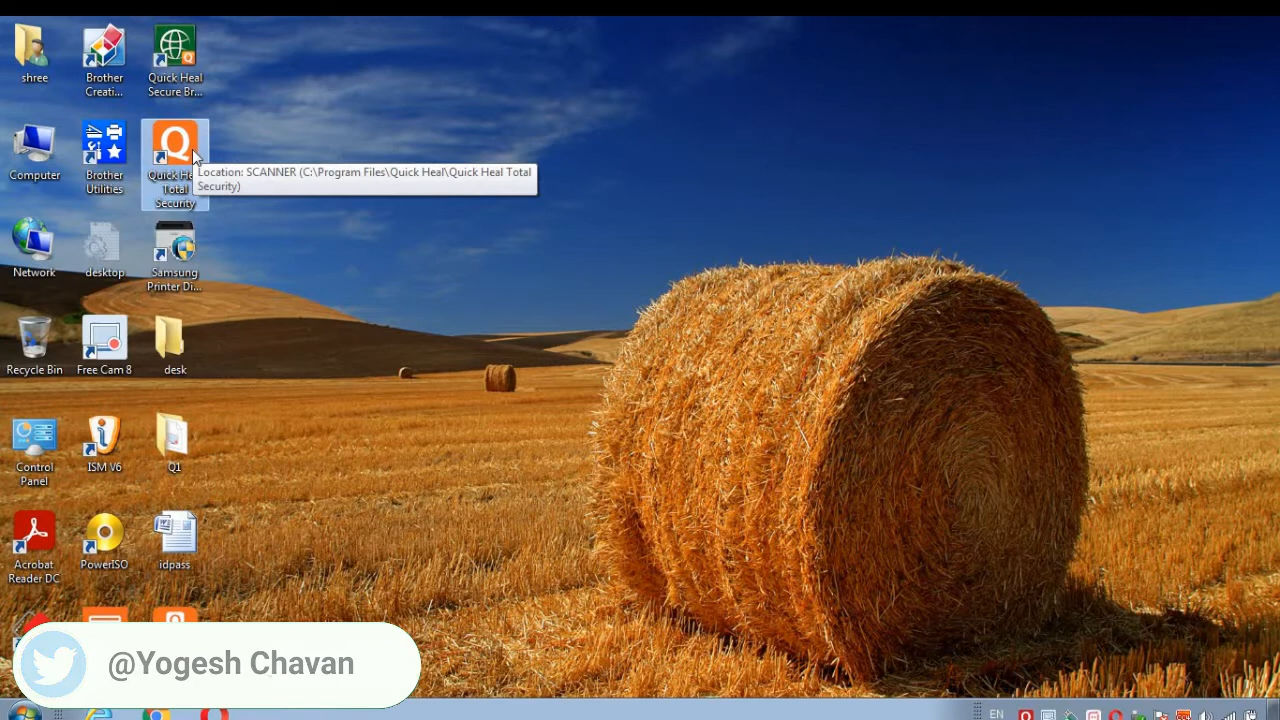 shree
Brother
Creati...
Quick Heal
Secure Br...
Computer
Brother
Utilities
Quick He
Total
Security
Location: SCANNER (C:\Program Files\Quick Heal\Quick Heal Total
Security)
Network
desktop
Samsung
Printer Di...
Recycle Bin
Free Cam 8
desk
Control
Panel
ISM V6
Q1
Acrobat
Reader DC
PowerISO
idpass
@Yogesh Chavan
EN